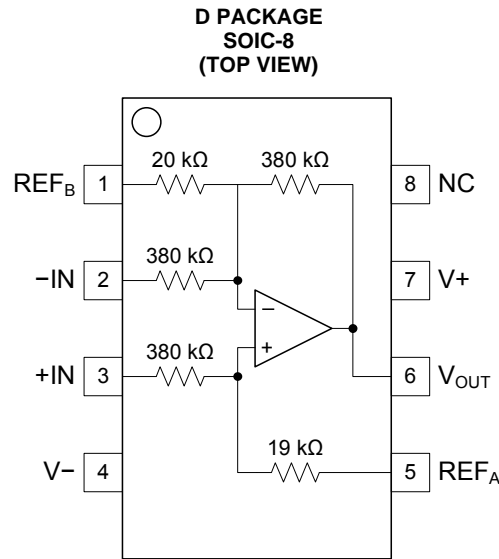 D PACKAGE
SOIC-8
(TOP VIEW)
20 kΩ 380 kΩ
REFB 1 8 NC
380 kΩ
−IN 2 7 V+
−
+
380 kΩ
+IN 3 6 VOUT
19 kΩ
V− 4 5 REFA